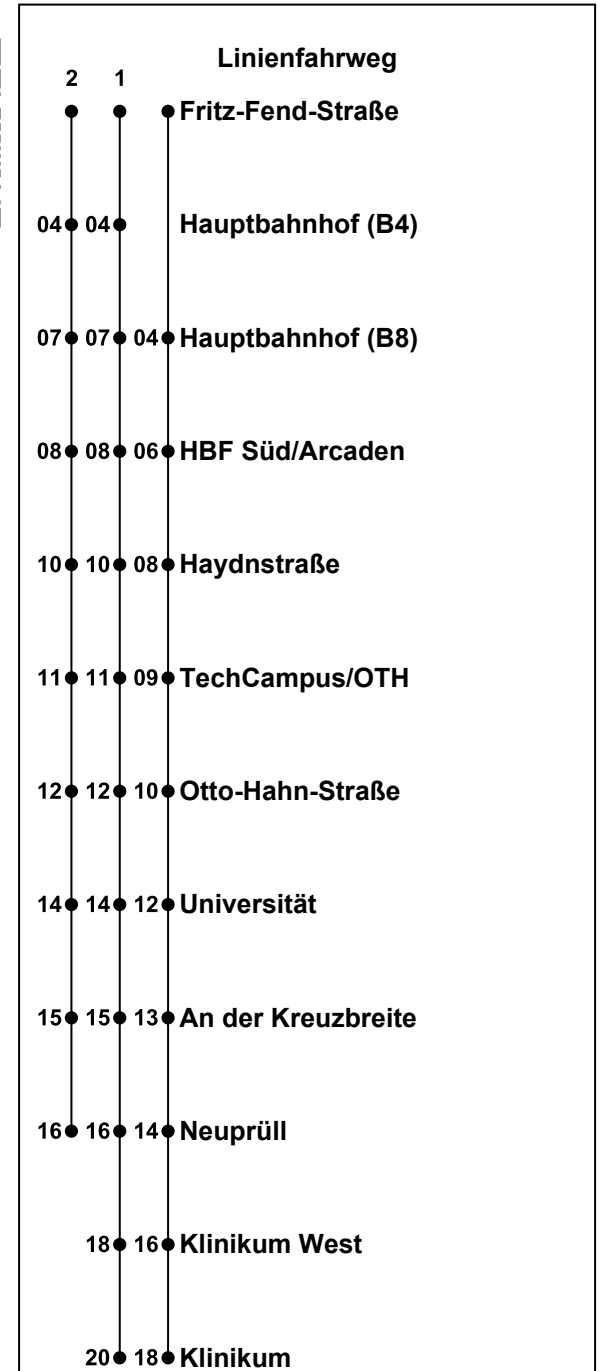 Linienfahrweg
2 1
Fritz-Fend-Straße
04 04 Hauptbahnhof (B4)
07 07 04 Hauptbahnhof (B8)
08 08 06 HBF Süd/Arcaden
10 10 08 Haydnstraße
11 11 09 TechCampus/OTH
12 12 10 Otto-Hahn-Straße
14 14 12 Universität
15 15 13 An der Kreuzbreite
16 16 14 Neuprüll
18 16 Klinikum West
20 18 Klinikum